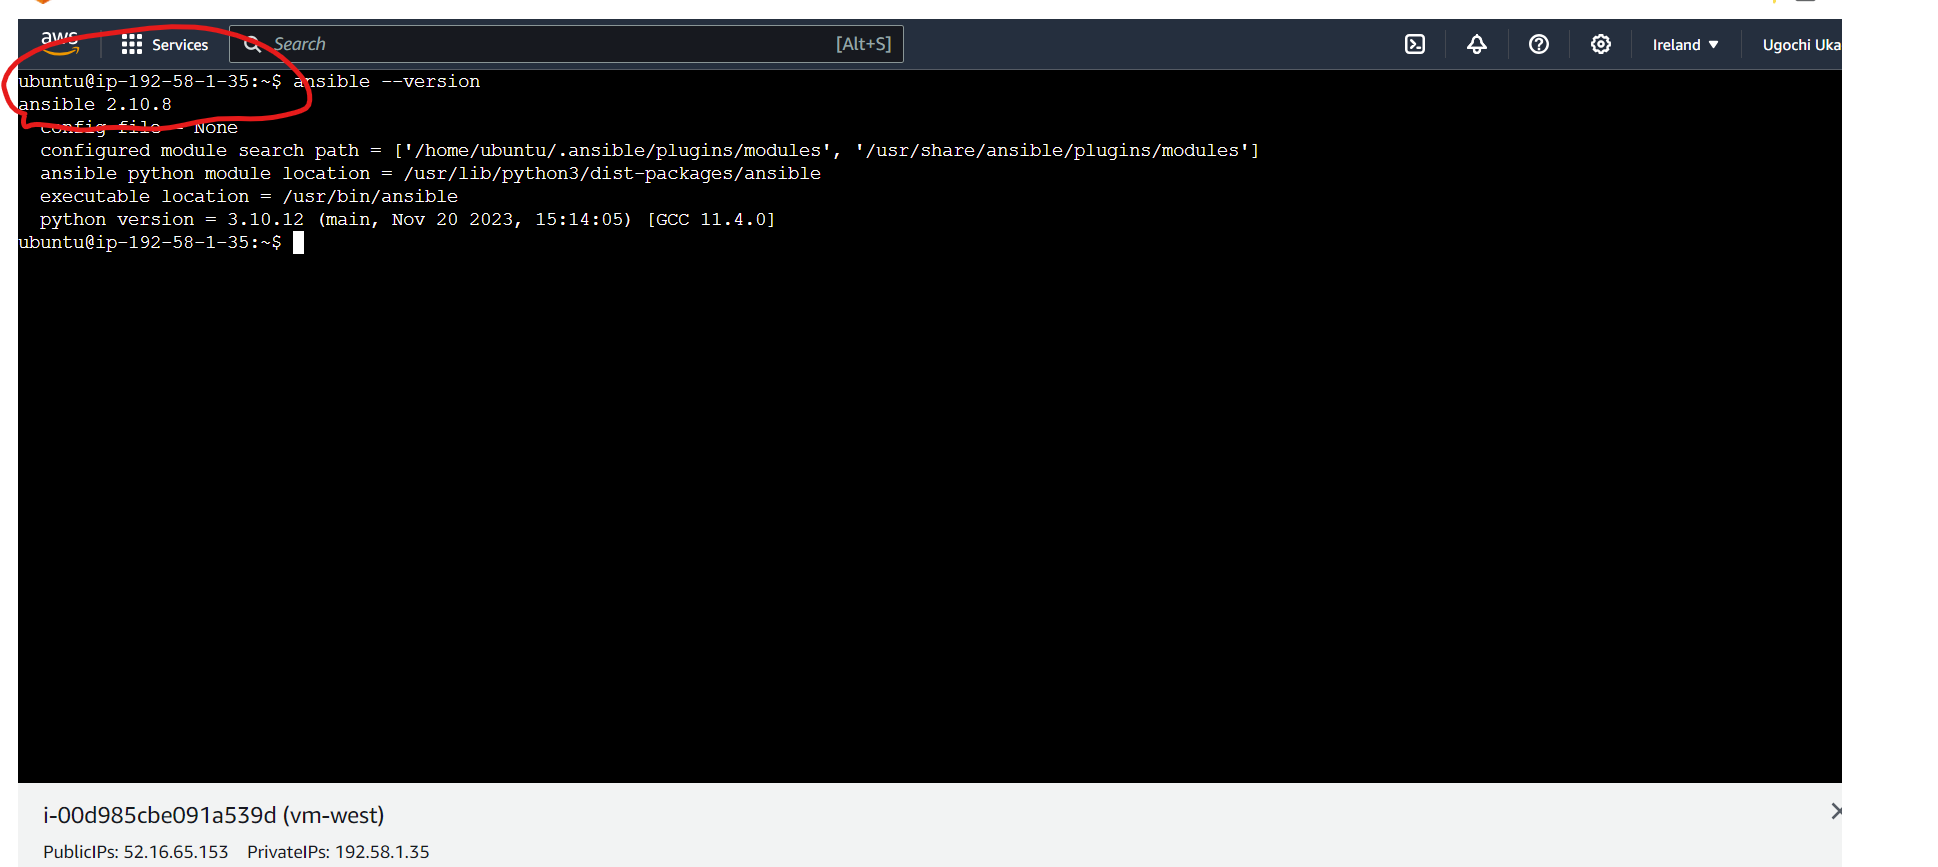 aws Services Search [Alt+S] Ireland Ugochi Uka
ubuntu@ip-192-58-1-35:~$ ansible --version
ansible 2.10.8
config file = None
configured module search path = ['/home/ubuntu/.ansible/plugins/modules', '/usr/share/ansible/plugins/modules']
ansible python module location = /usr/lib/python3/dist-packages/ansible
executable location = /usr/bin/ansible
python version = 3.10.12 (main, Nov 20 2023, 15:14:05) [GCC 11.4.0]
ubuntu@ip-192-58-1-35:~$
i-00d985cbe091a539d (vm-west)
PublicIPs: 52.16.65.153 PrivateIPs: 192.58.1.35